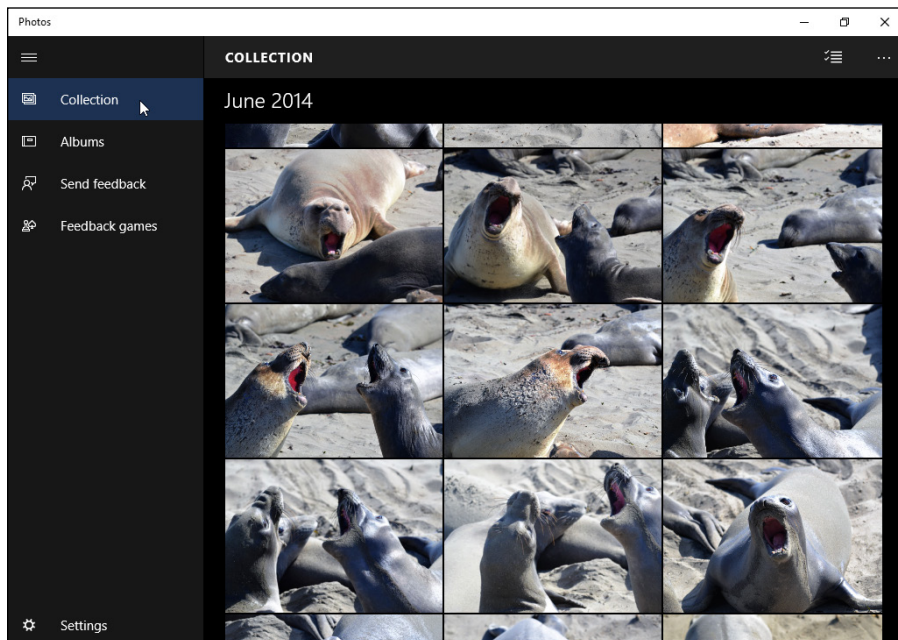 Photos
COLLECTION
Collection
Albums
Send feedback
Feedback games
Settings
June 2014